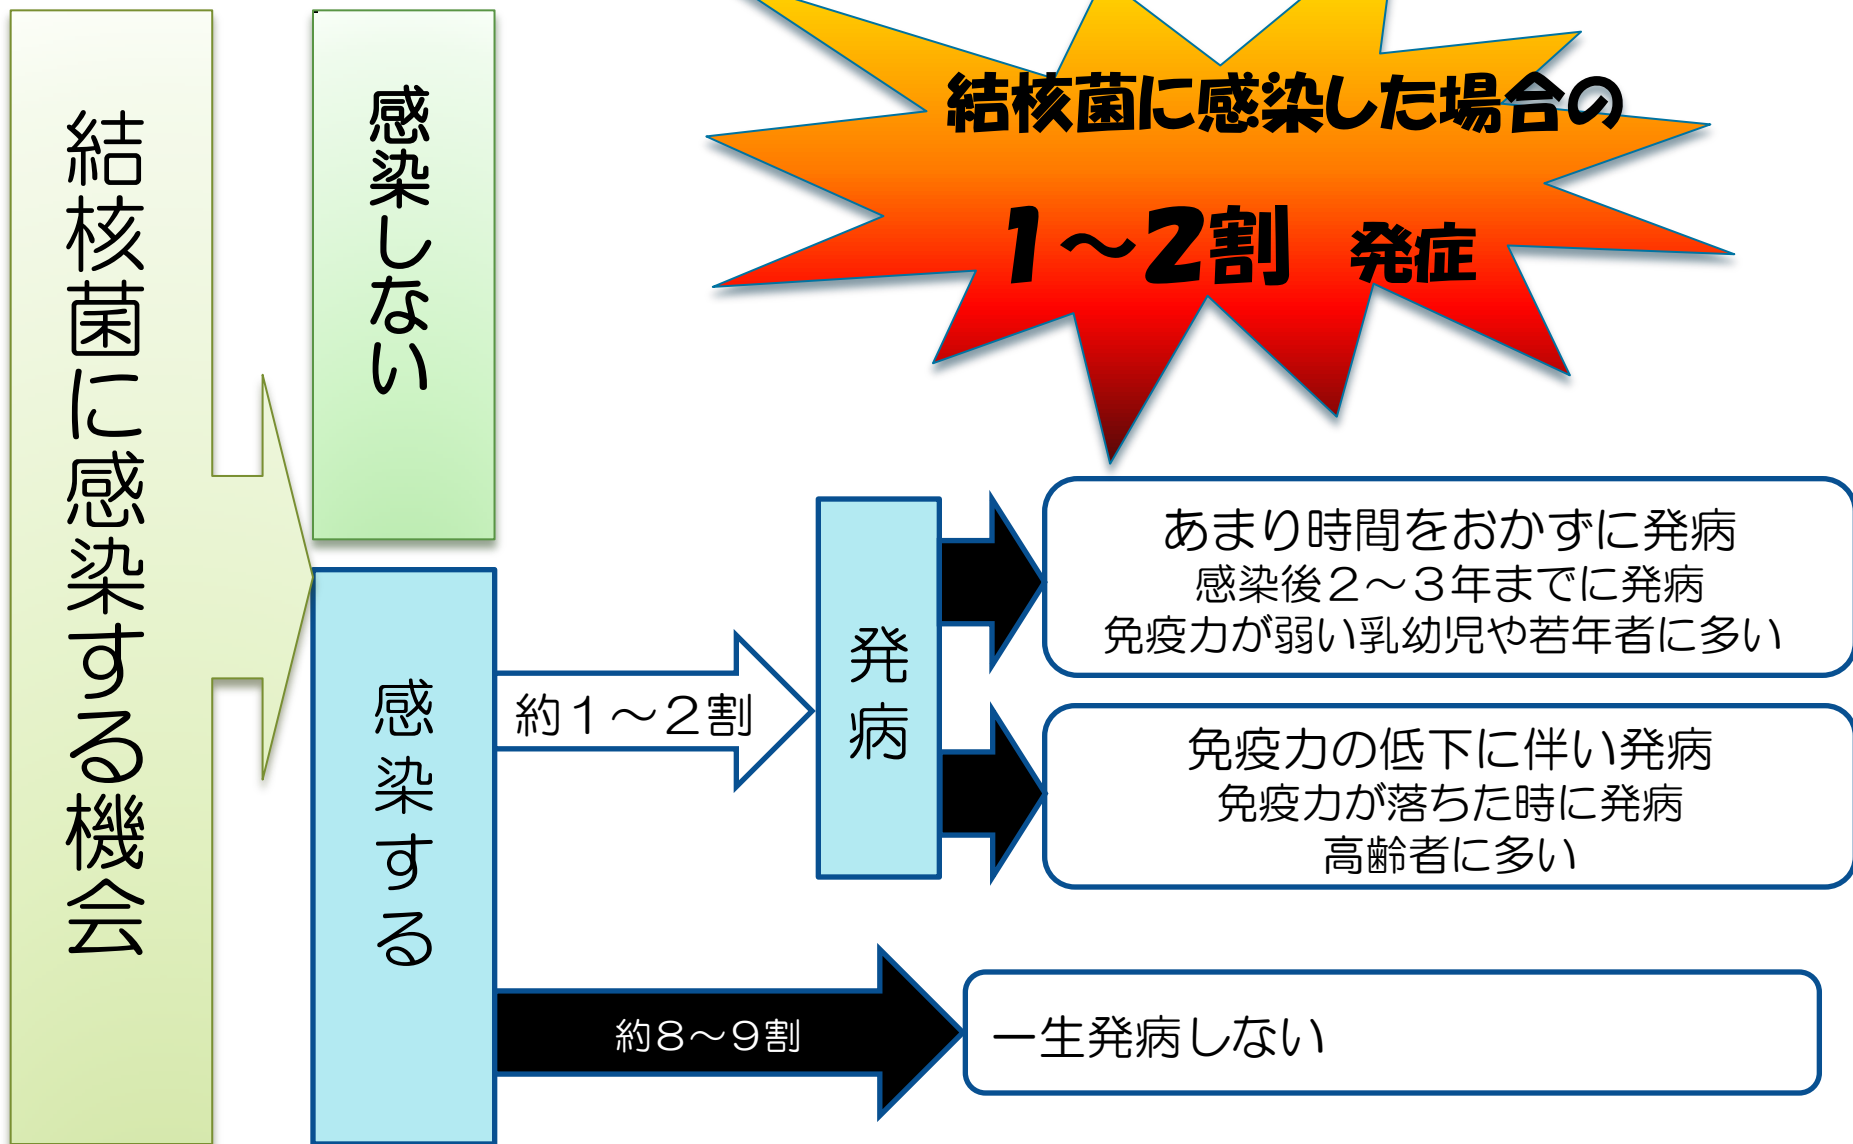 結核菌に感染する機会
感染しない
結核菌に感染した場合の
1~2割 発症
感染する
約1~2割
発病
あまり時間をおかずに発病
感染後2~3年までに発病
免疫力が弱い乳幼児や若年者に多い
免疫力の低下に伴い発病
免疫力が落ちた時に発病
高齢者に多い
約8~9割
一生発病しない